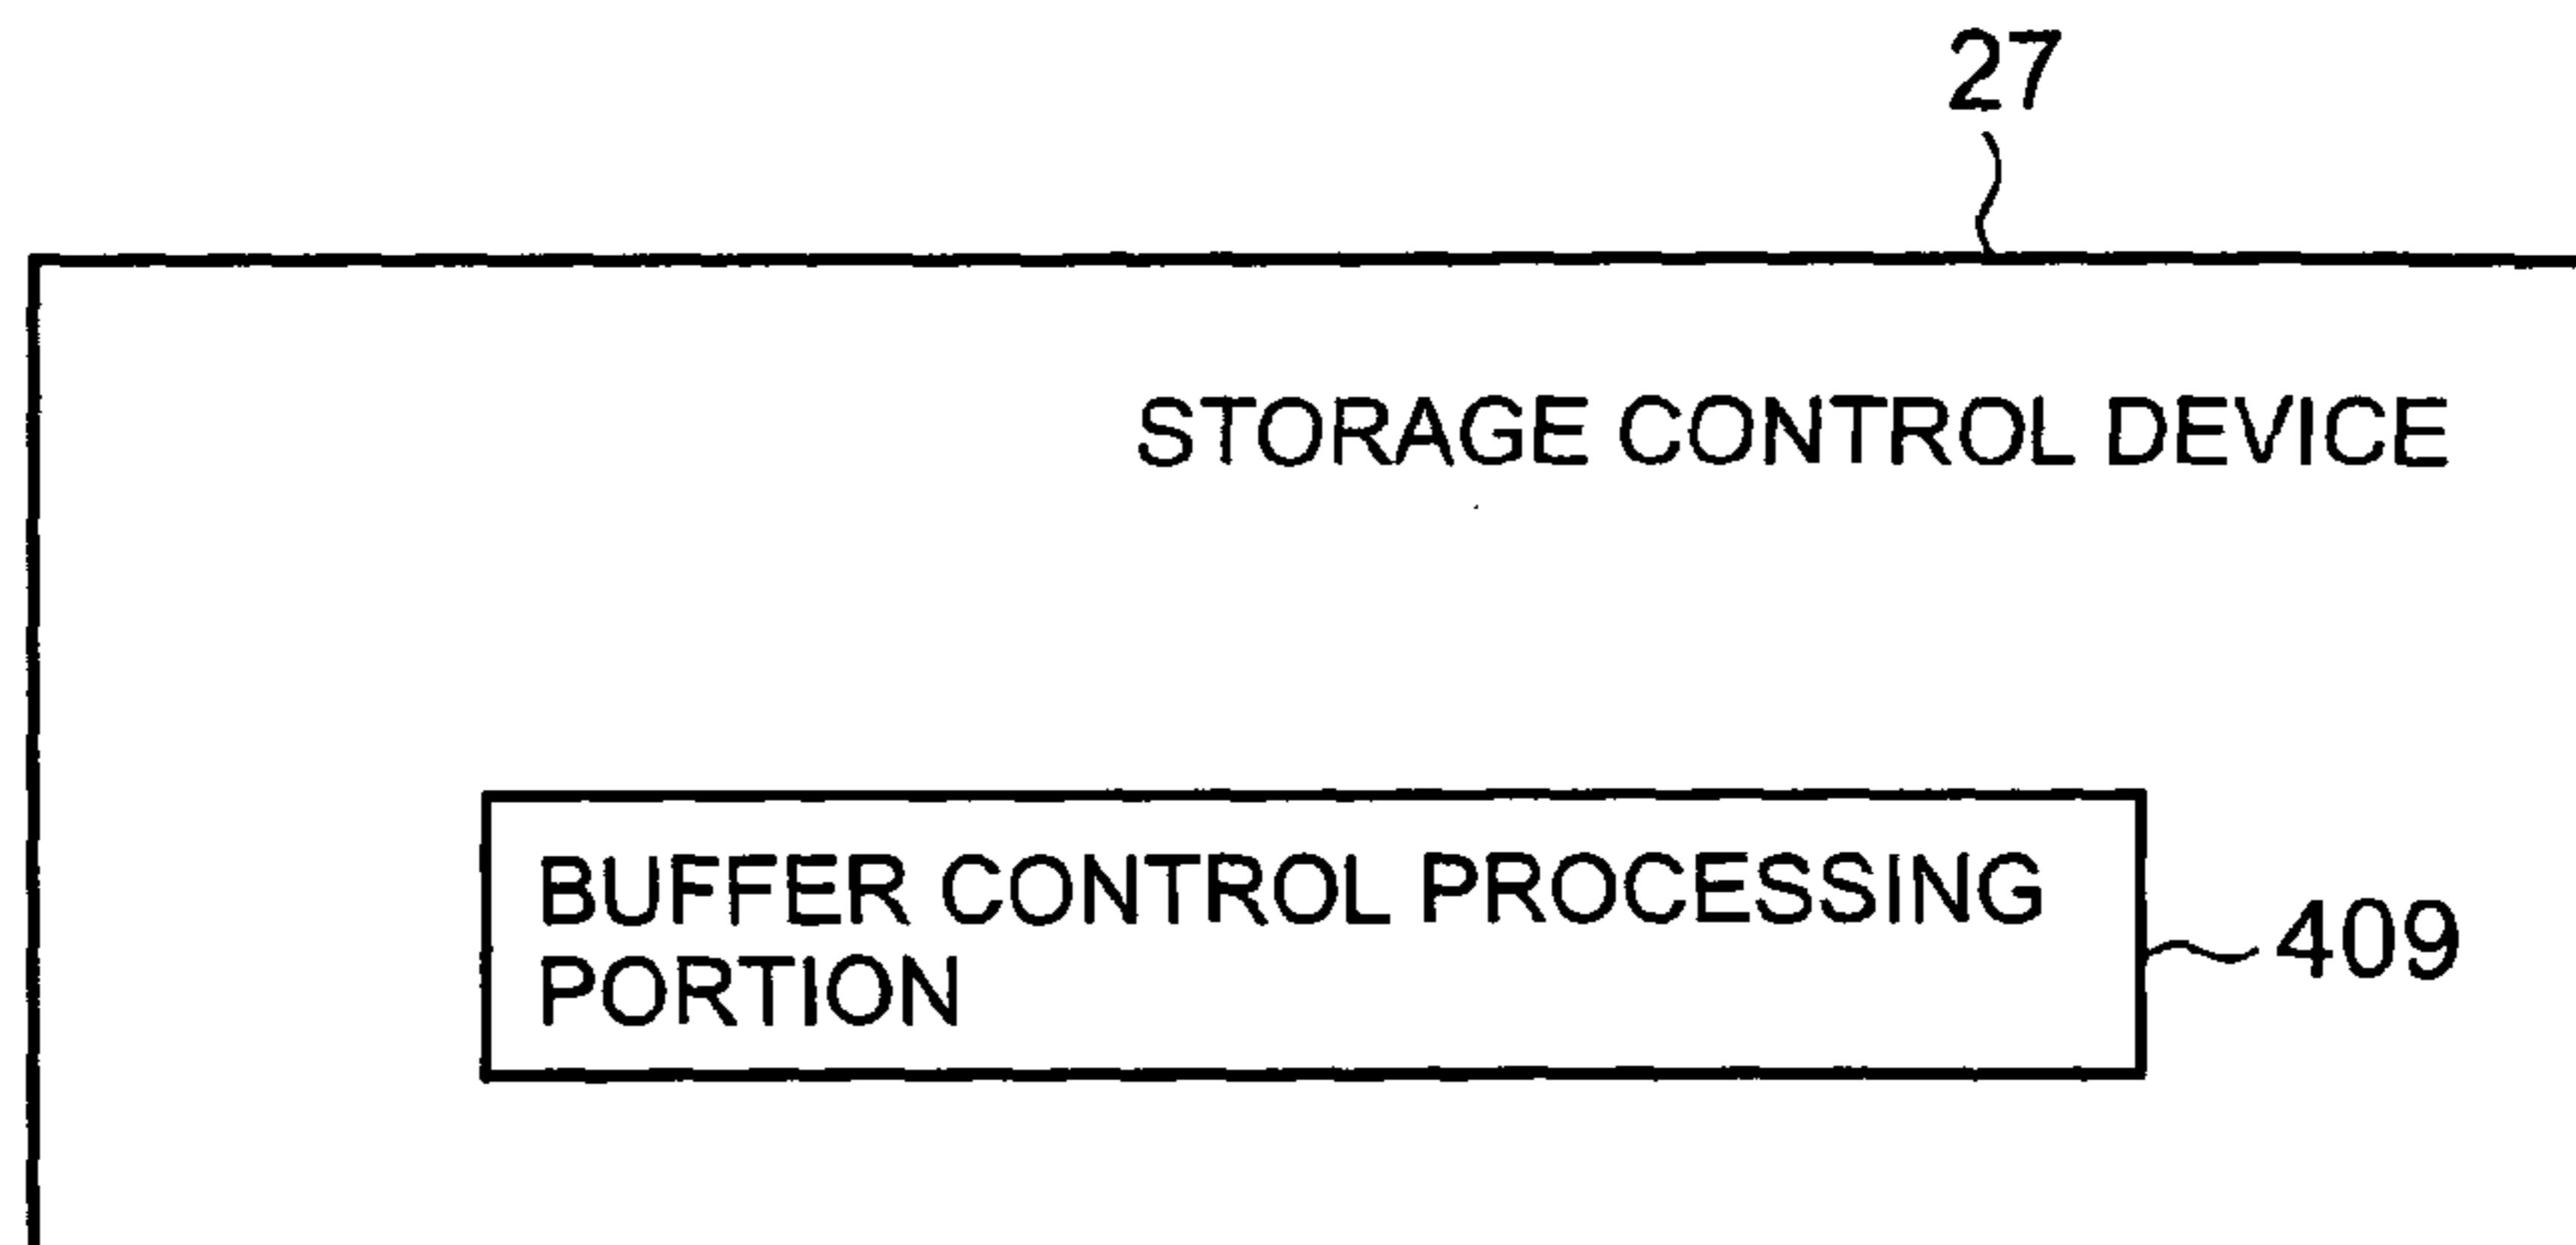 27
STORAGE CONTROL DEVICE
BUFFER CONTROL PROCESSING
PORTION
409